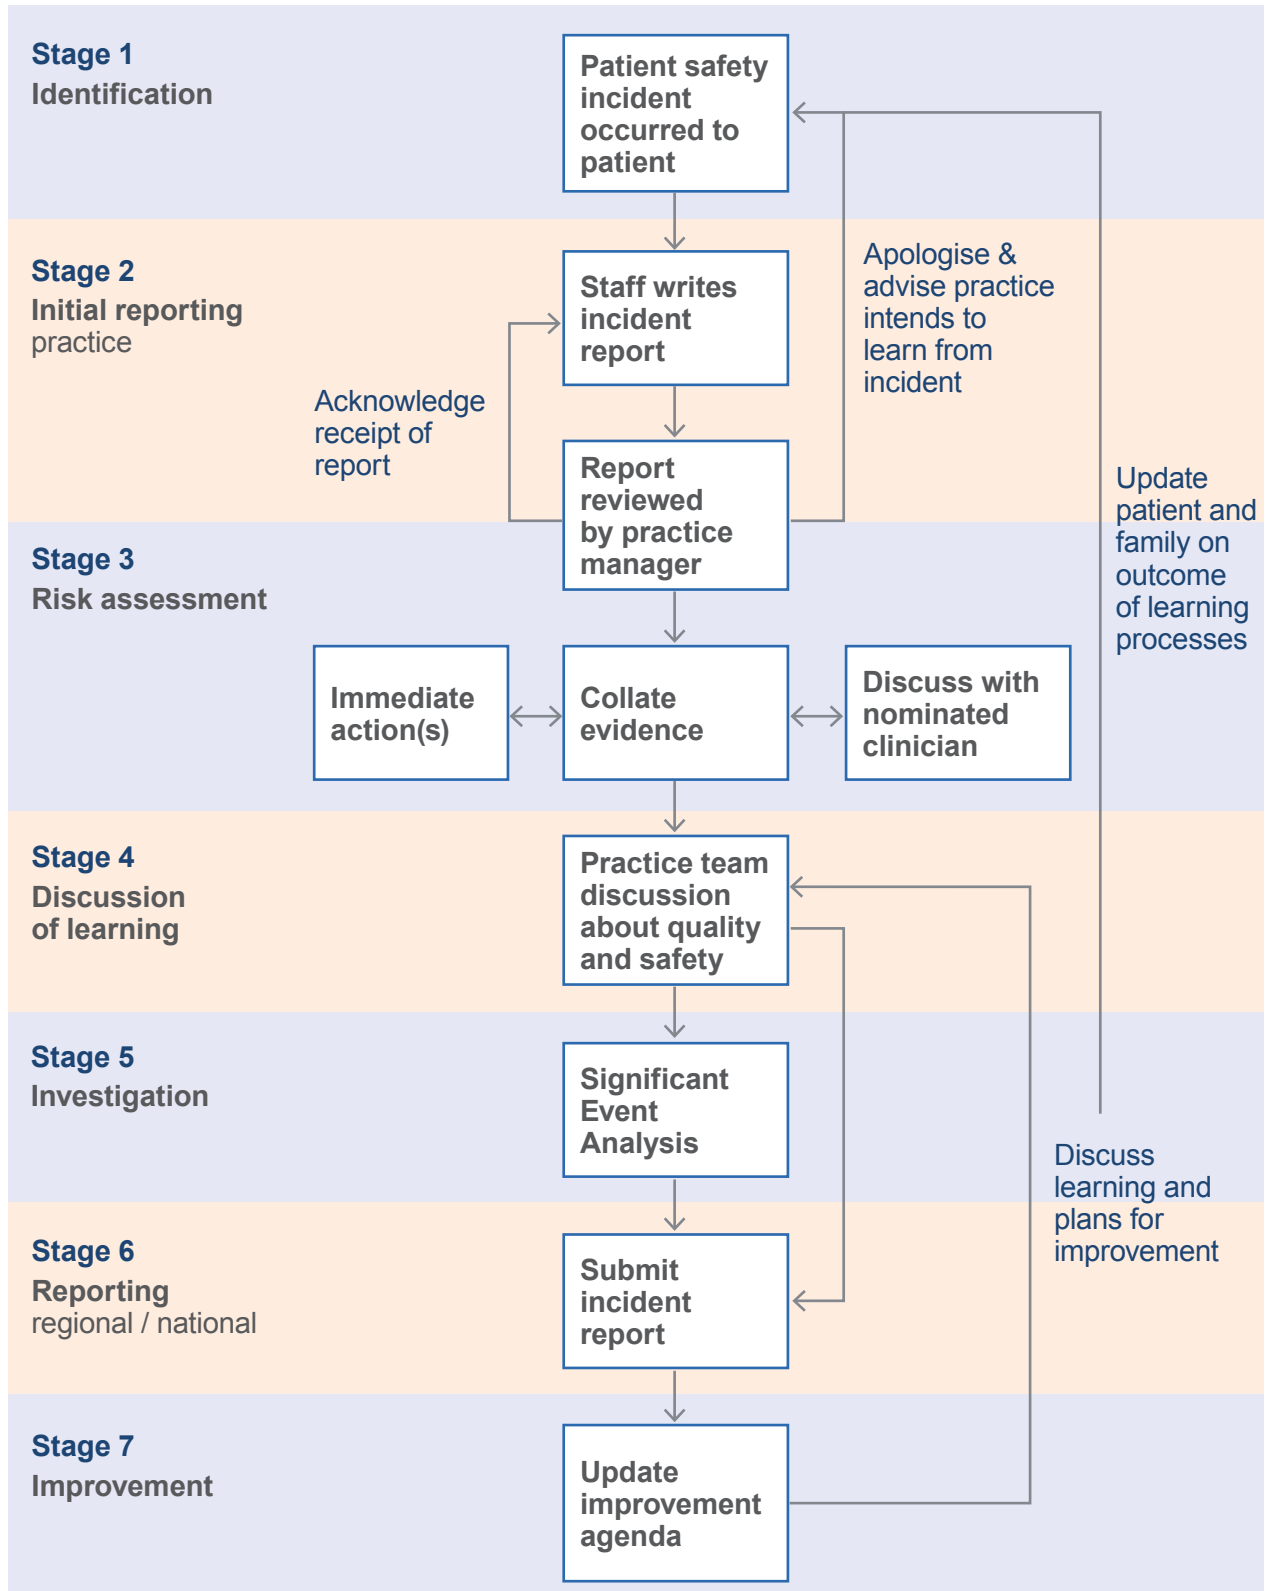 Stage 1
Identification
Patient safety
incident
occurred to
patient
Stage 2
Initial reporting
practice
Staff writes
incident
report
Apologise &
advise practice
intends to
learn from
incident
Acknowledge
receipt of
report
Report
reviewed
by practice
manager
Update
patient and
family on
outcome
of learning
processes
Stage 3
Risk assessment
Immediate
action(s)
Collate
evidence
Discuss with
nominated
clinician
Stage 4
Discussion
of learning
Practice team
discussion
about quality
and safety
Stage 5
Investigation
Significant
Event
Analysis
Discuss
learning and
plans for
improvement
Stage 6
Reporting
regional / national
Submit
incident
report
Stage 7
Improvement
Update
improvement
agenda